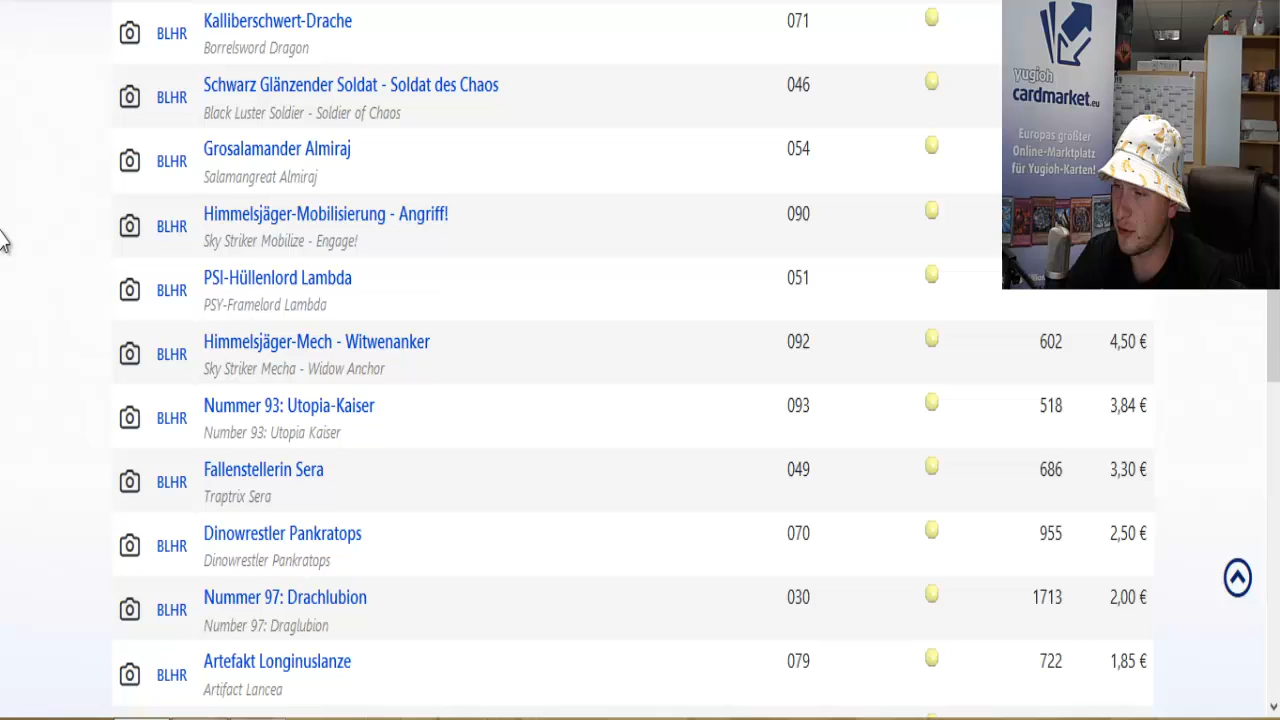 BLHR Kalliberschwert-Drache 071
Borrelsword Dragon
BLHR Schwarz Glänzender Soldat - Soldat des Chaos 046
Black Luster Soldier - Soldier of Chaos
BLHR Grosalamander Almiraj 054
Salamangreat Almiraj
BLHR Himmelsjäger-Mobilisierung - Angriff! 090
Sky Striker Mobilize - Engage!
BLHR PSI-Hüllenlord Lambda 051
PSY-Framelord Lambda
BLHR Himmelsjäger-Mech - Witwenanker 092 602 4,50 €
Sky Striker Mecha - Widow Anchor
BLHR Nummer 93: Utopia-Kaiser 093 518 3,84 €
Number 93: Utopia Kaiser
BLHR Fallenstellerin Sera 049 686 3,30 €
Traptrix Sera
BLHR Dinowrestler Pankratops 070 955 2,50 €
Dinowrestler Pankratops
BLHR Nummer 97: Drachlubion 030 1713 2,00 €
Number 97: Draglubion
BLHR Artefakt Longinuslanze 079 722 1,85 €
Artifact Lancea
yugioh
cardmarket.eu
Europas größter
Online-Marktplatz
für Yugioh-Karten!